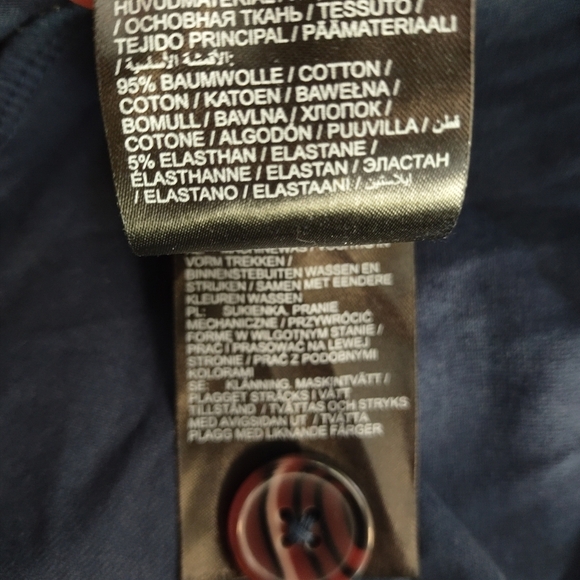 HUVUDMATERIAL
/ ОСНОВНАЯ ТКАНЬ / TESSUTO /
TEJIDO PRINCIPAL / PÄÄMATERIAALI
/ الأقمشة الأساسية:
95% BAUMWOLLE / COTTON /
COTON / KATOEN / BAWEŁNA /
BOMULL / BAVLNA / ХЛОПОК /
COTONE / ALGODÓN / PUUVILLA / قطن
5% ELASTHAN / ELASTANE /
ÉLASTHANNE / ELASTAN / ЭЛАСТАН
/ ELASTANO / ELASTAANI / إيلاستين
VORM TREKKEN /
BINNENSTEBUITEN WASSEN EN
STRIJKEN / SAMEN MET EENDERE
KLEUREN WASSEN
PL: SUKIENKA, PRANIE
MECHANICZNE / PRZYWRÓCIĆ
FORMĘ W WILGOTNYM STANIE /
PRAĆ I PRASOWAĆ NA LEWEJ
STRONIE / PRAĆ Z PODOBNYMI
KOLORAMI
SE: KLÄNNING, MASKINTVÄTT /
PLAGGET STRÄCKS I VÅTT
TILLSTÅND / TVÄTTAS OCH STRYKS
MED AVIGSIDAN UT / TVÄTTA
PLAGG MED LIKNANDE FÄRGER